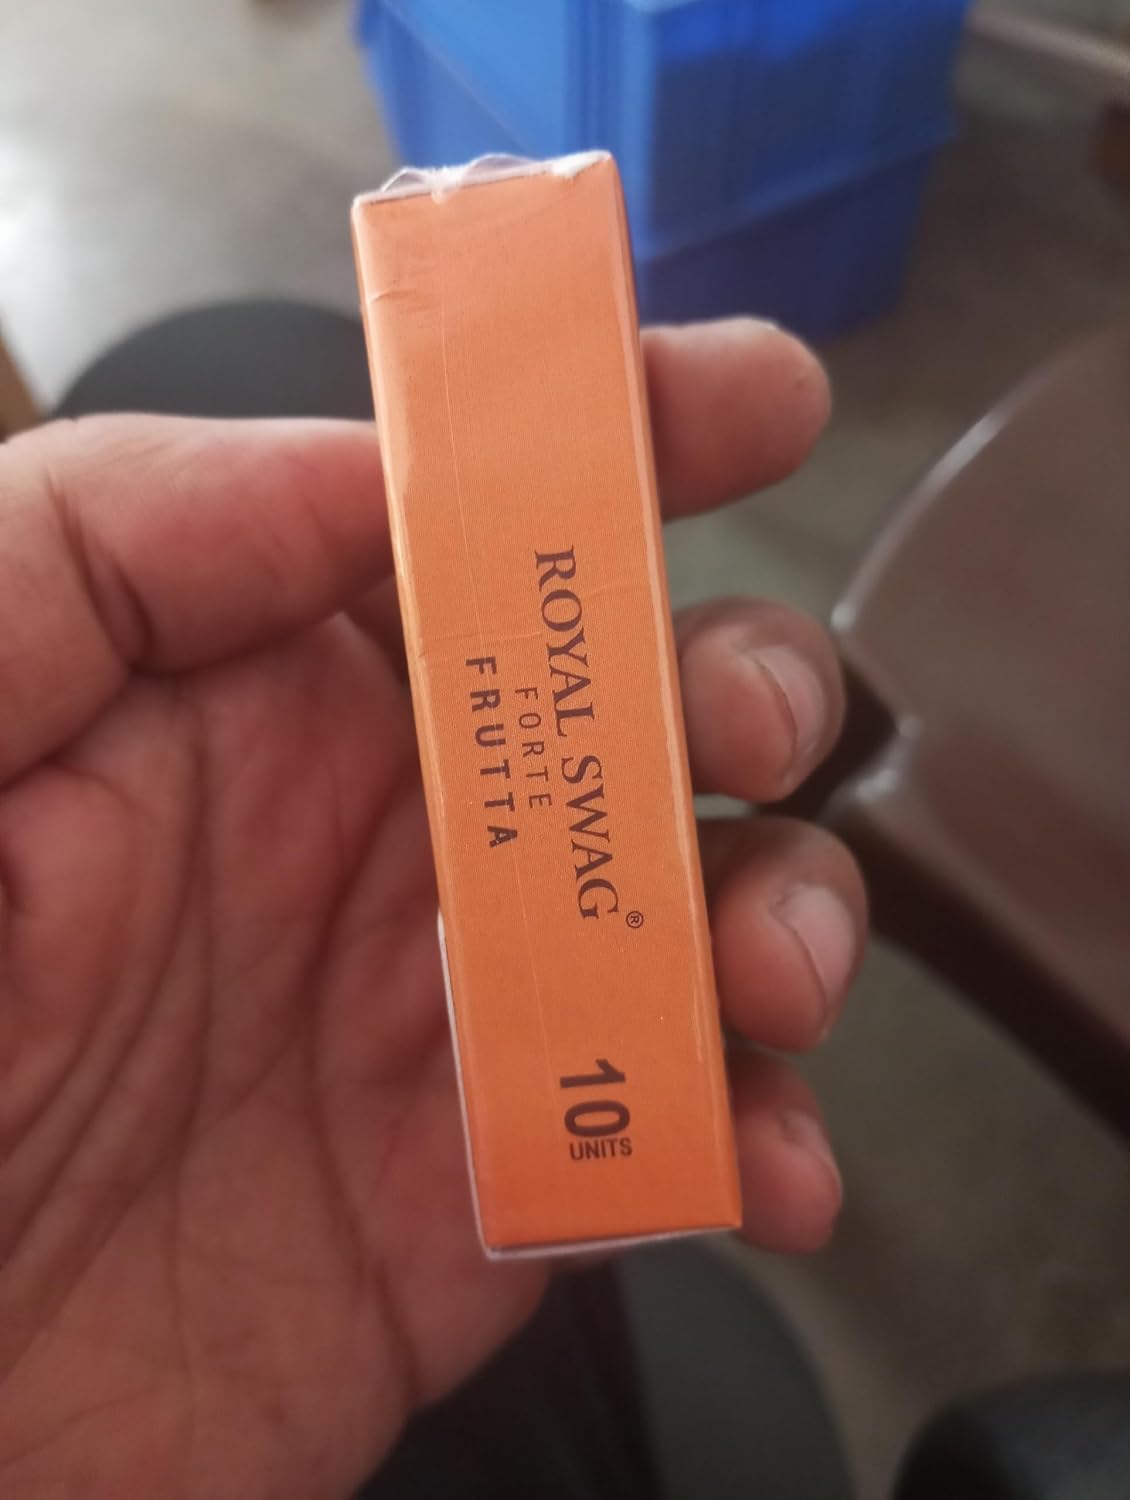 ROYAL SWAG®
FORTE
FRUTTA
10
UNITS